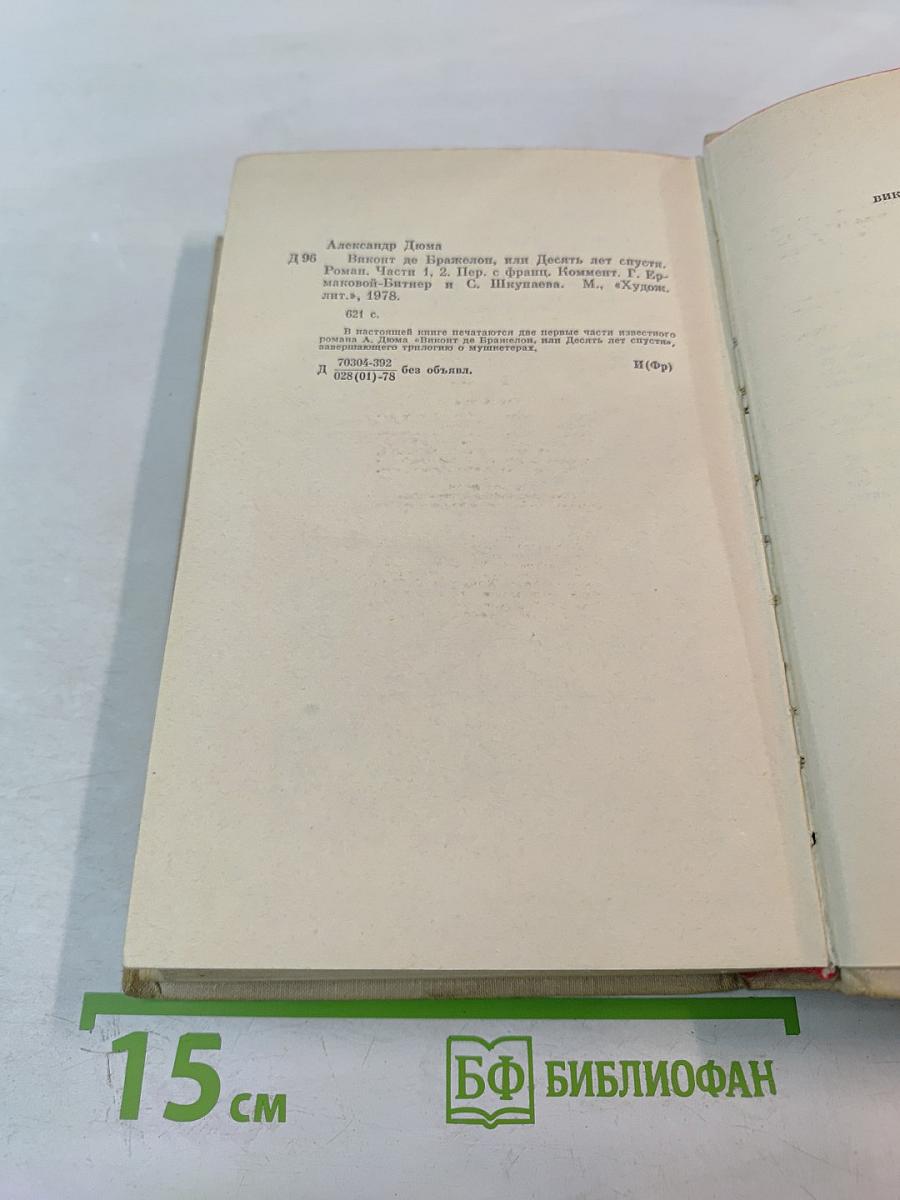 Александр Дюма
Д 96 Виконт де Бражелон, или Десять лет спустя.
Роман. Части 1, 2. Пер. с франц. Коммент. Г. Ер-
маковой-Битнер и С. Шкунаева. М., «Худож.
лит.», 1978.
621 с.
В настоящей книге печатаются две первые части известного
романа А. Дюма «Виконт де Бражелон, или Десять лет спустя»,
завершающего трилогию о мушкетерах.
Д 70304-392
028(01)-78 без объявл. И(Фр)
вик
15 см
БФ БИБЛИОФАН